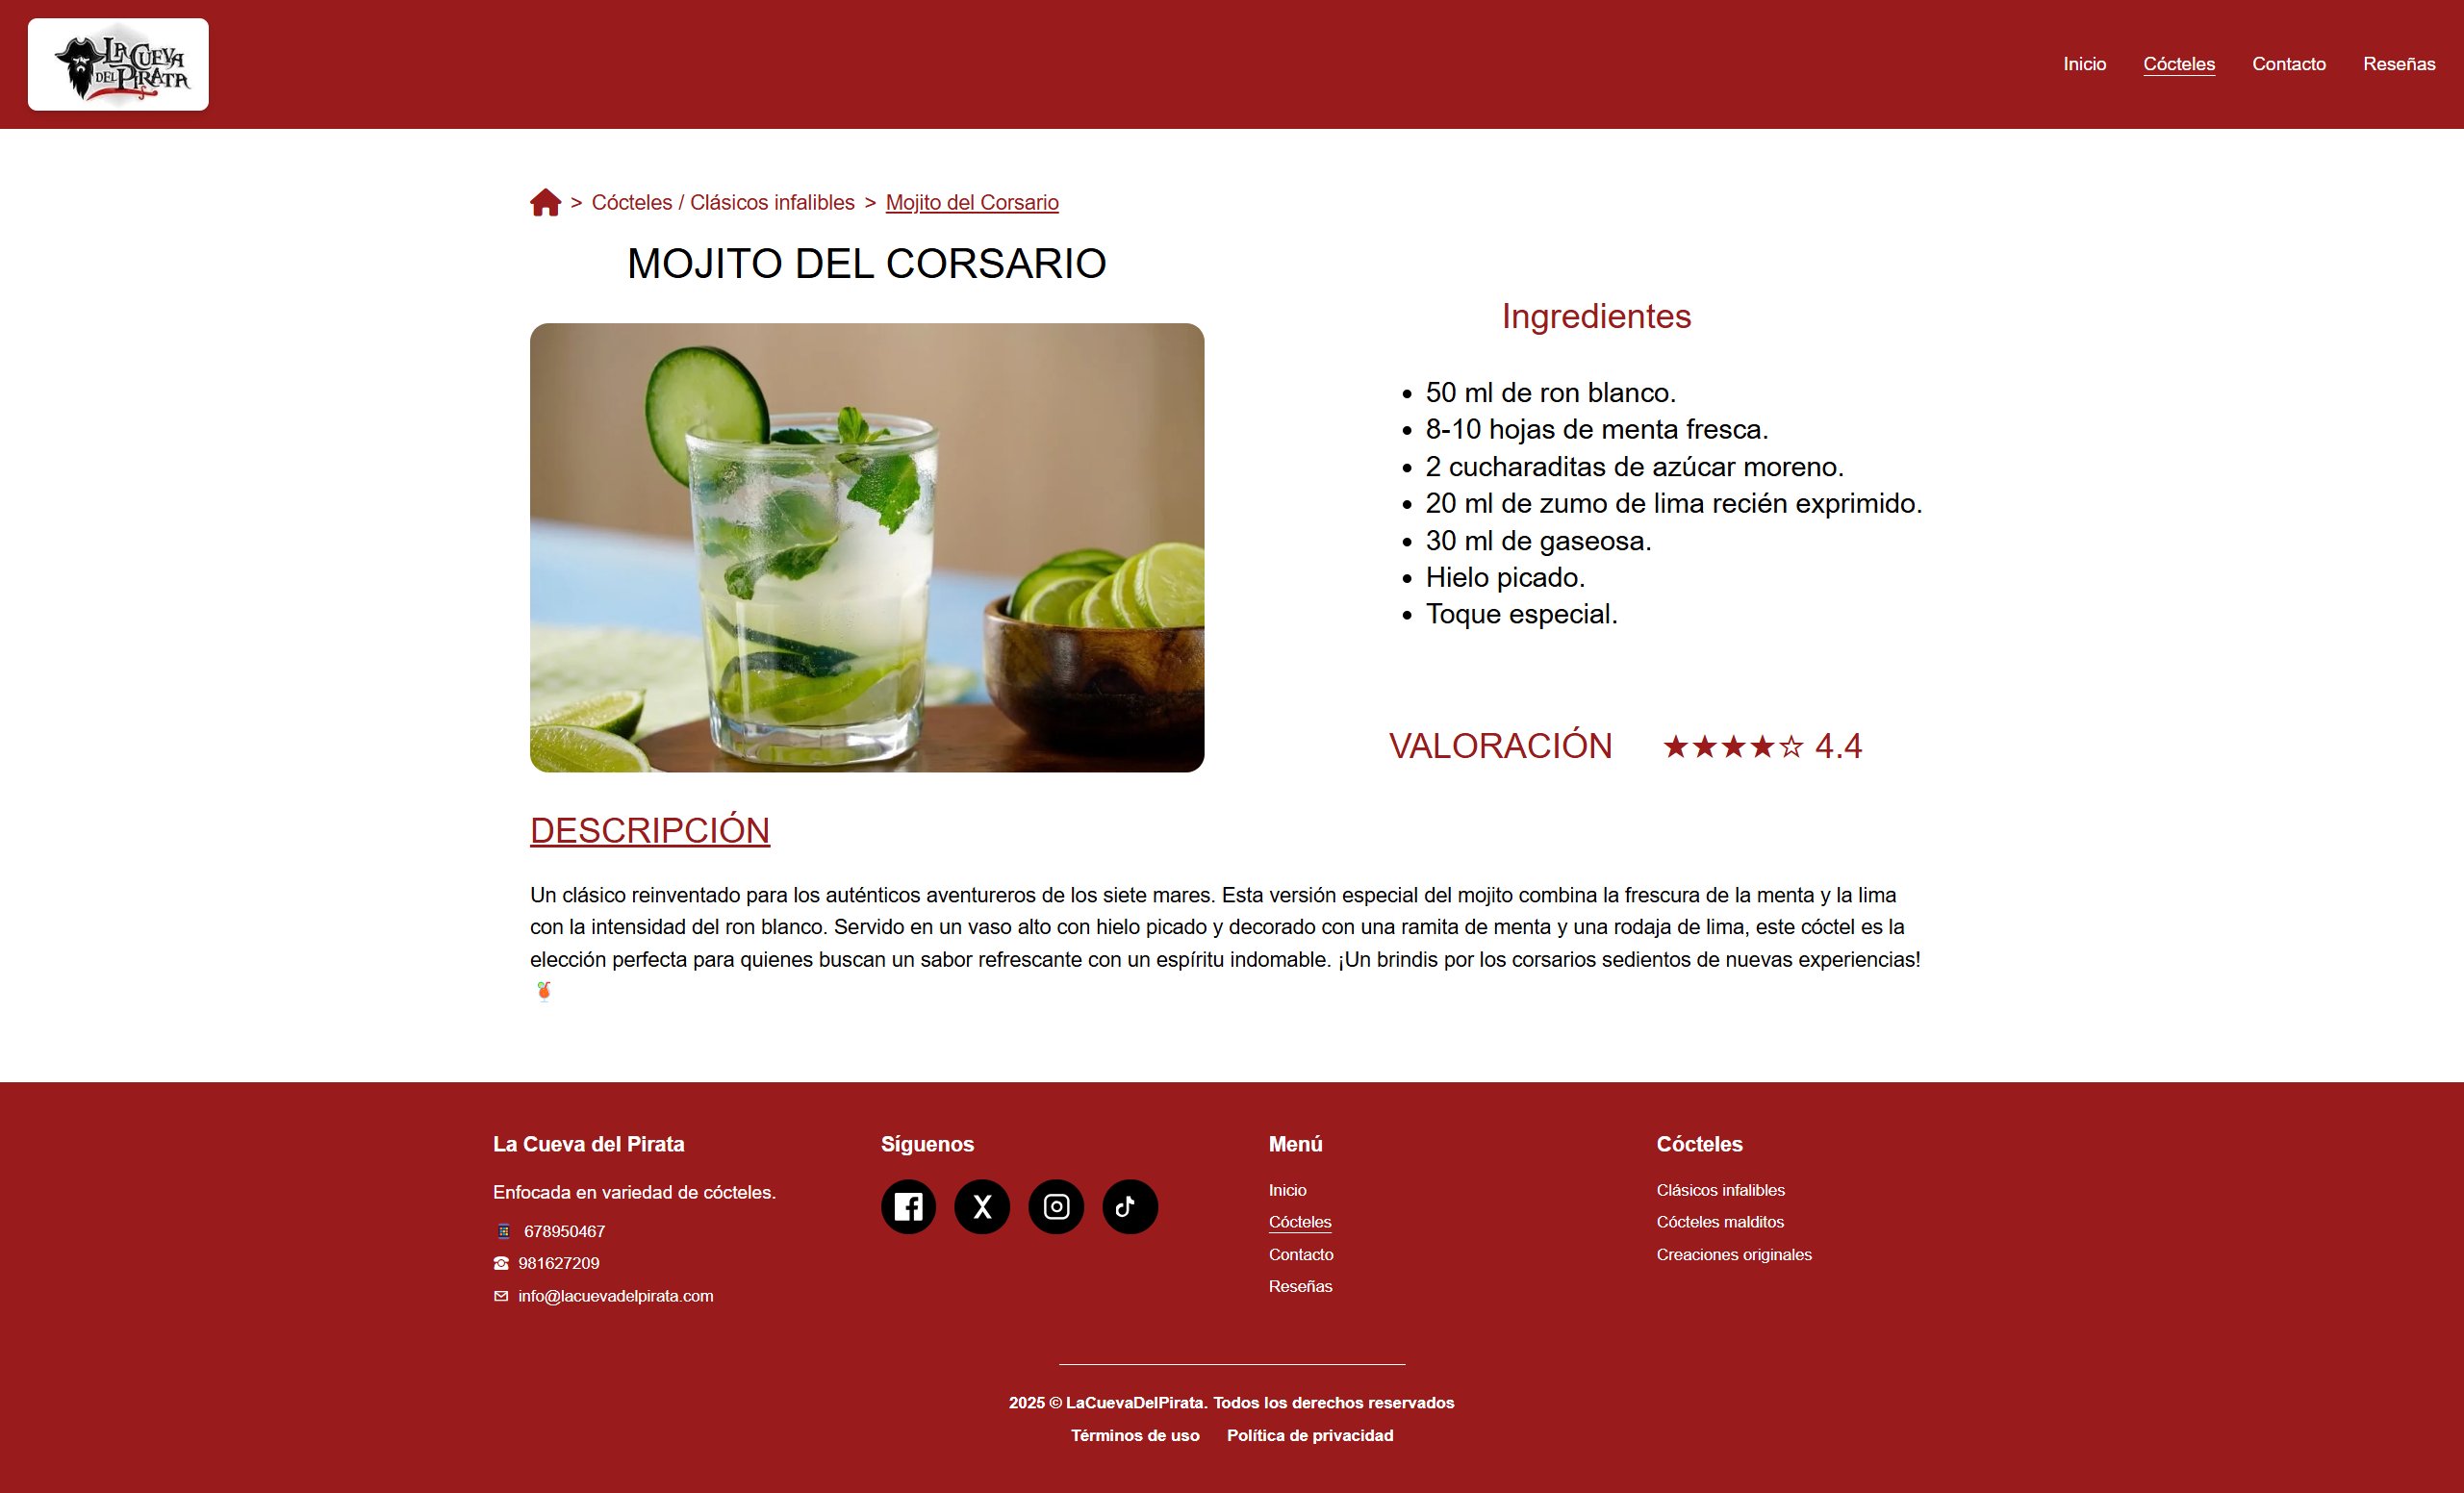 LA CUEVA
DEL PIRATA
Inicio Cócteles Contacto Reseñas
> Cócteles / Clásicos infalibles > Mojito del Corsario
MOJITO DEL CORSARIO
Ingredientes
• 50 ml de ron blanco.
• 8-10 hojas de menta fresca.
• 2 cucharaditas de azúcar moreno.
• 20 ml de zumo de lima recién exprimido.
• 30 ml de gaseosa.
• Hielo picado.
• Toque especial.
VALORACIÓN ★★★★☆ 4.4
DESCRIPCIÓN
Un clásico reinventado para los auténticos aventureros de los siete mares. Esta versión especial del mojito combina la frescura de la menta y la lima
con la intensidad del ron blanco. Servido en un vaso alto con hielo picado y decorado con una ramita de menta y una rodaja de lima, este cóctel es la
elección perfecta para quienes buscan un sabor refrescante con un espíritu indomable. ¡Un brindis por los corsarios sedientos de nuevas experiencias!
🍹
La Cueva del Pirata
Enfocada en variedad de cócteles.
678950467
981627209
info@lacuevadelpirata.com
Síguenos
Menú
Inicio
Cócteles
Contacto
Reseñas
Cócteles
Clásicos infalibles
Cócteles malditos
Creaciones originales
2025 © LaCuevaDelPirata. Todos los derechos reservados
Términos de uso Política de privacidad